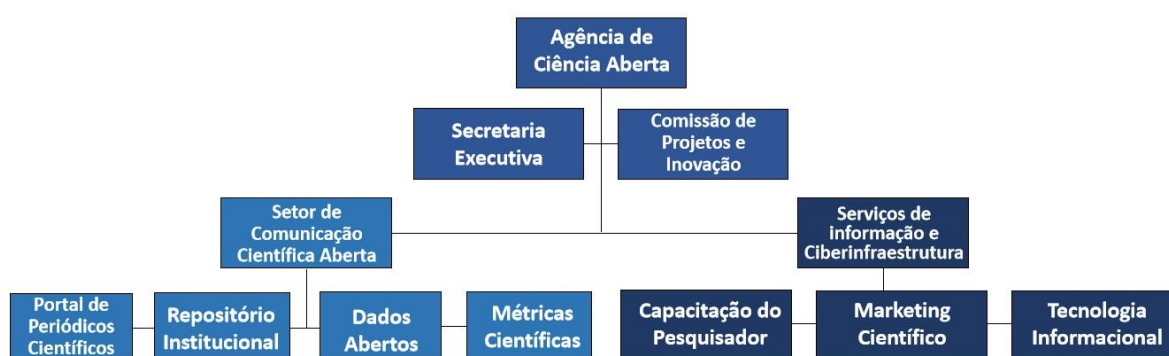 Agência de
Ciência Aberta
Secretaria
Executiva
Comissão de
Projetos e
Inovação
Setor de
Comunicação
Científica Aberta
Serviços de
informação e
Ciberinfraestrutura
Portal de
Periódicos
Científicos
Repositório
Institucional
Dados
Abertos
Métricas
Científicas
Capacitação do
Pesquisador
Marketing
Científico
Tecnologia
Informacional